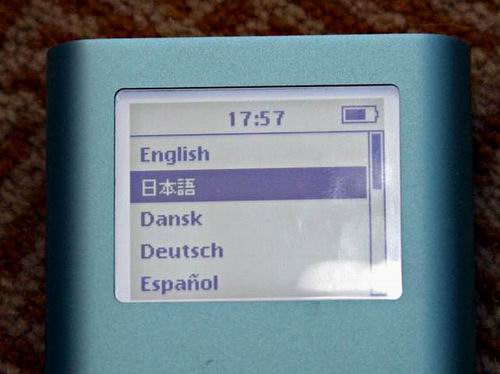 17:57
English
日本語
Dansk
Deutsch
Español